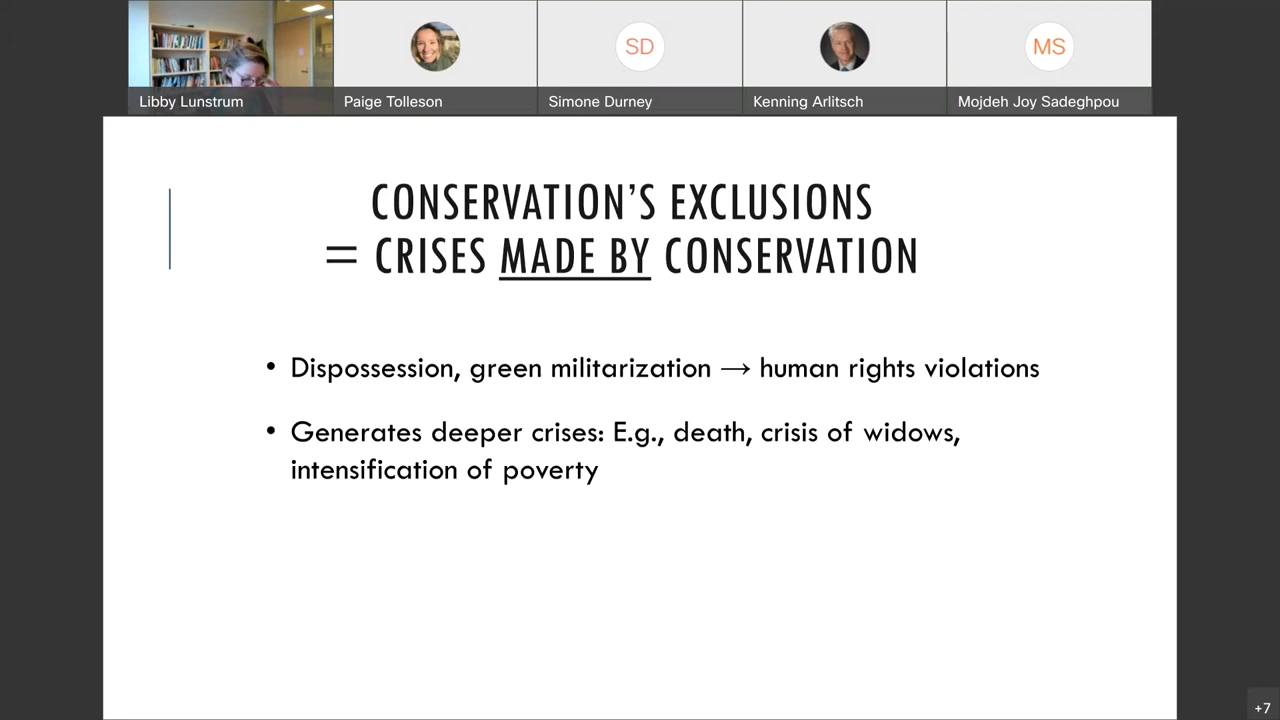 Libby Lunstrum
Paige Tolleson
SD
Simone Durney
Kenning Arlitsch
MS
Mojdeh Joy Sadeghpou
CONSERVATION’S EXCLUSIONS
= CRISES MADE BY CONSERVATION
• Dispossession, green militarization → human rights violations
• Generates deeper crises: E.g., death, crisis of widows,
intensification of poverty
+7